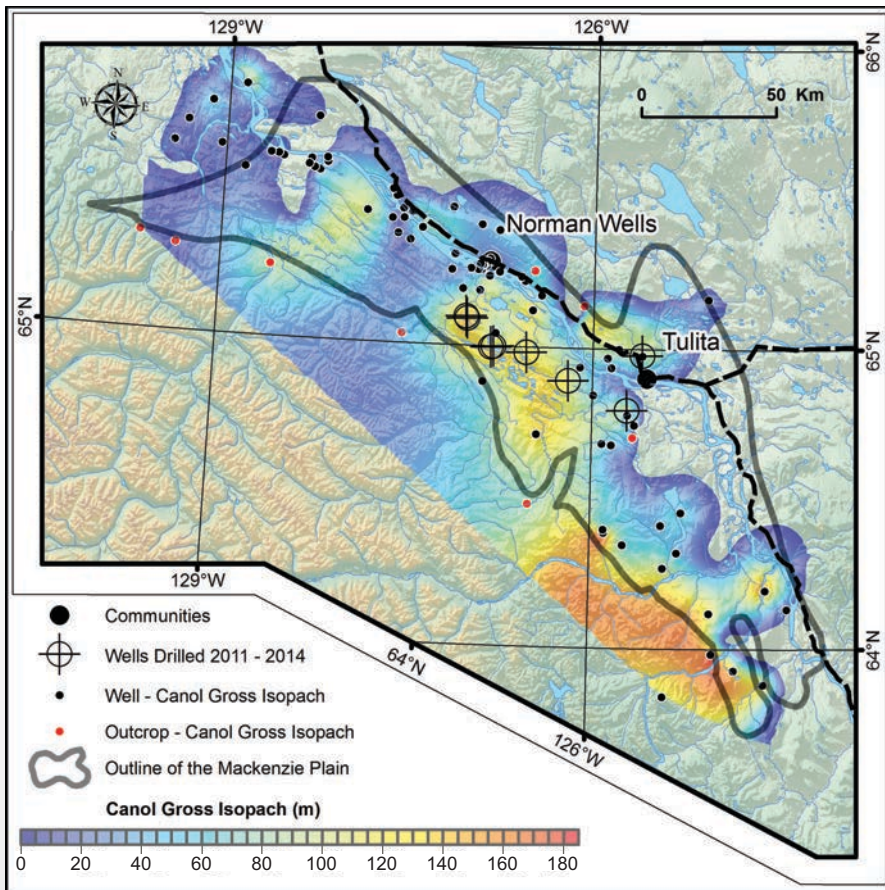 129°W
126°W
66°N
N
W
E
S
0 50 Km
Norman Wells
65°N
Tulita
65°N
129°W
64°N
64°N
126°W
Communities
Wells Drilled 2011 - 2014
Well - Canol Gross Isopach
Outcrop - Canol Gross Isopach
Outline of the Mackenzie Plain
Canol Gross Isopach (m)
0 20 40 60 80 100 120 140 160 180